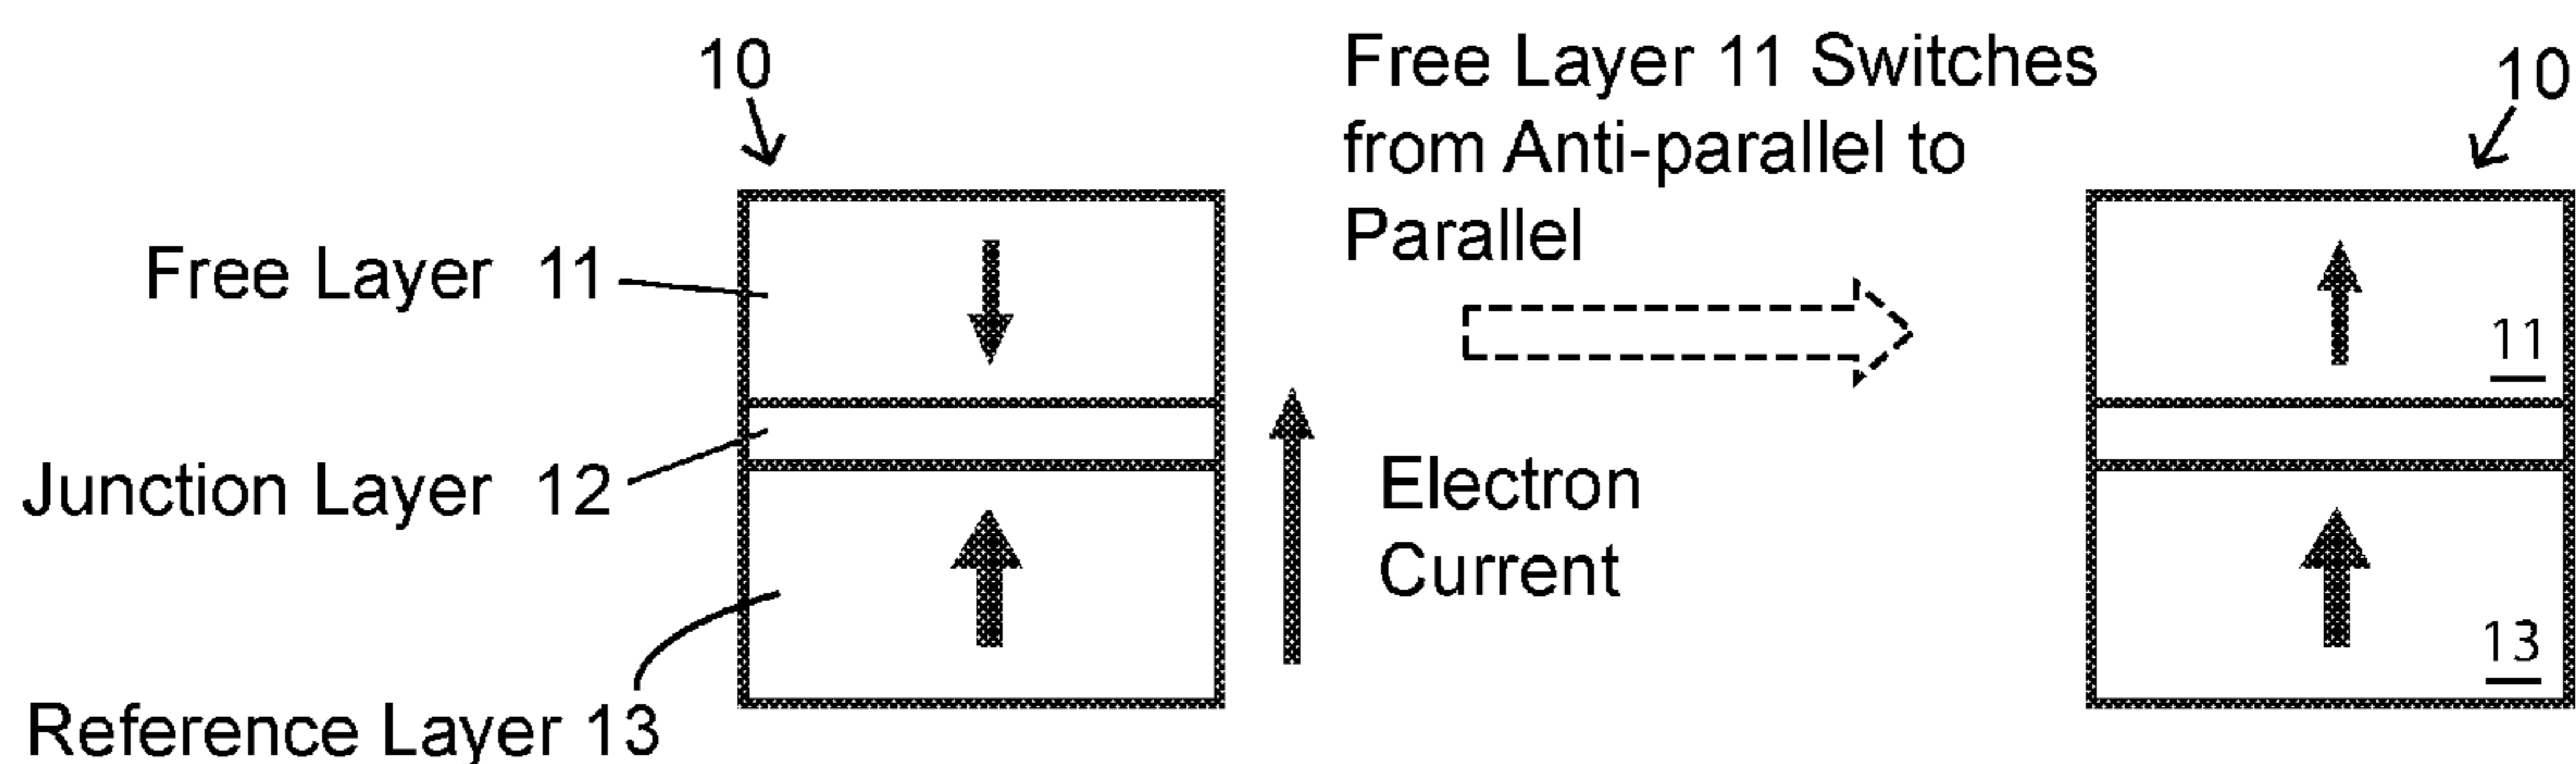 10
Free Layer 11 Switches
from Anti-parallel to
Parallel
10
Free Layer 11
11
Junction Layer 12
Electron
Current
13
Reference Layer 13